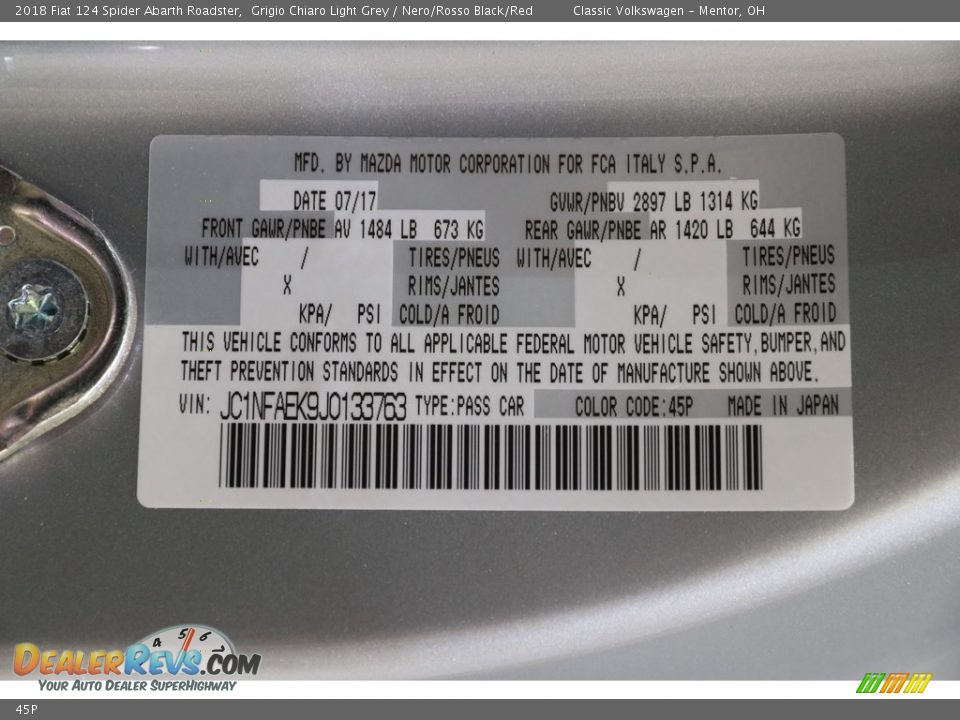 2018 Fiat 124 Spider Abarth Roadster,  Grigio Chiaro Light Grey / Nero/Rosso Black/Red  Classic Volkswagen – Mentor, OH
MFD. BY MAZDA MOTOR CORPORATION FOR FCA ITALY S.P.A.
DATE 07/17  GVWR/PNBV 2897 LB 1314 KG
FRONT GAWR/PNBE AV 1484 LB 673 KG  REAR GAWR/PNBE AR 1420 LB 644 KG
WITH/AVEC / TIRES/PNEUS WITH/AVEC / TIRES/PNEUS
X RIMS/JANTES X RIMS/JANTES
KPA/ PSI COLD/A FROID KPA/ PSI COLD/A FROID
THIS VEHICLE CONFORMS TO ALL APPLICABLE FEDERAL MOTOR VEHICLE SAFETY,BUMPER,AND
THEFT PREVENTION STANDARDS IN EFFECT ON THE DATE OF MANUFACTURE SHOWN ABOVE.
VIN: JC1NFAEK9J0133763 TYPE:PASS CAR COLOR CODE:45P MADE IN JAPAN
4 5 6
DEALERREVS.COM
YOUR AUTO DEALER SUPERHIGHWAY
45P